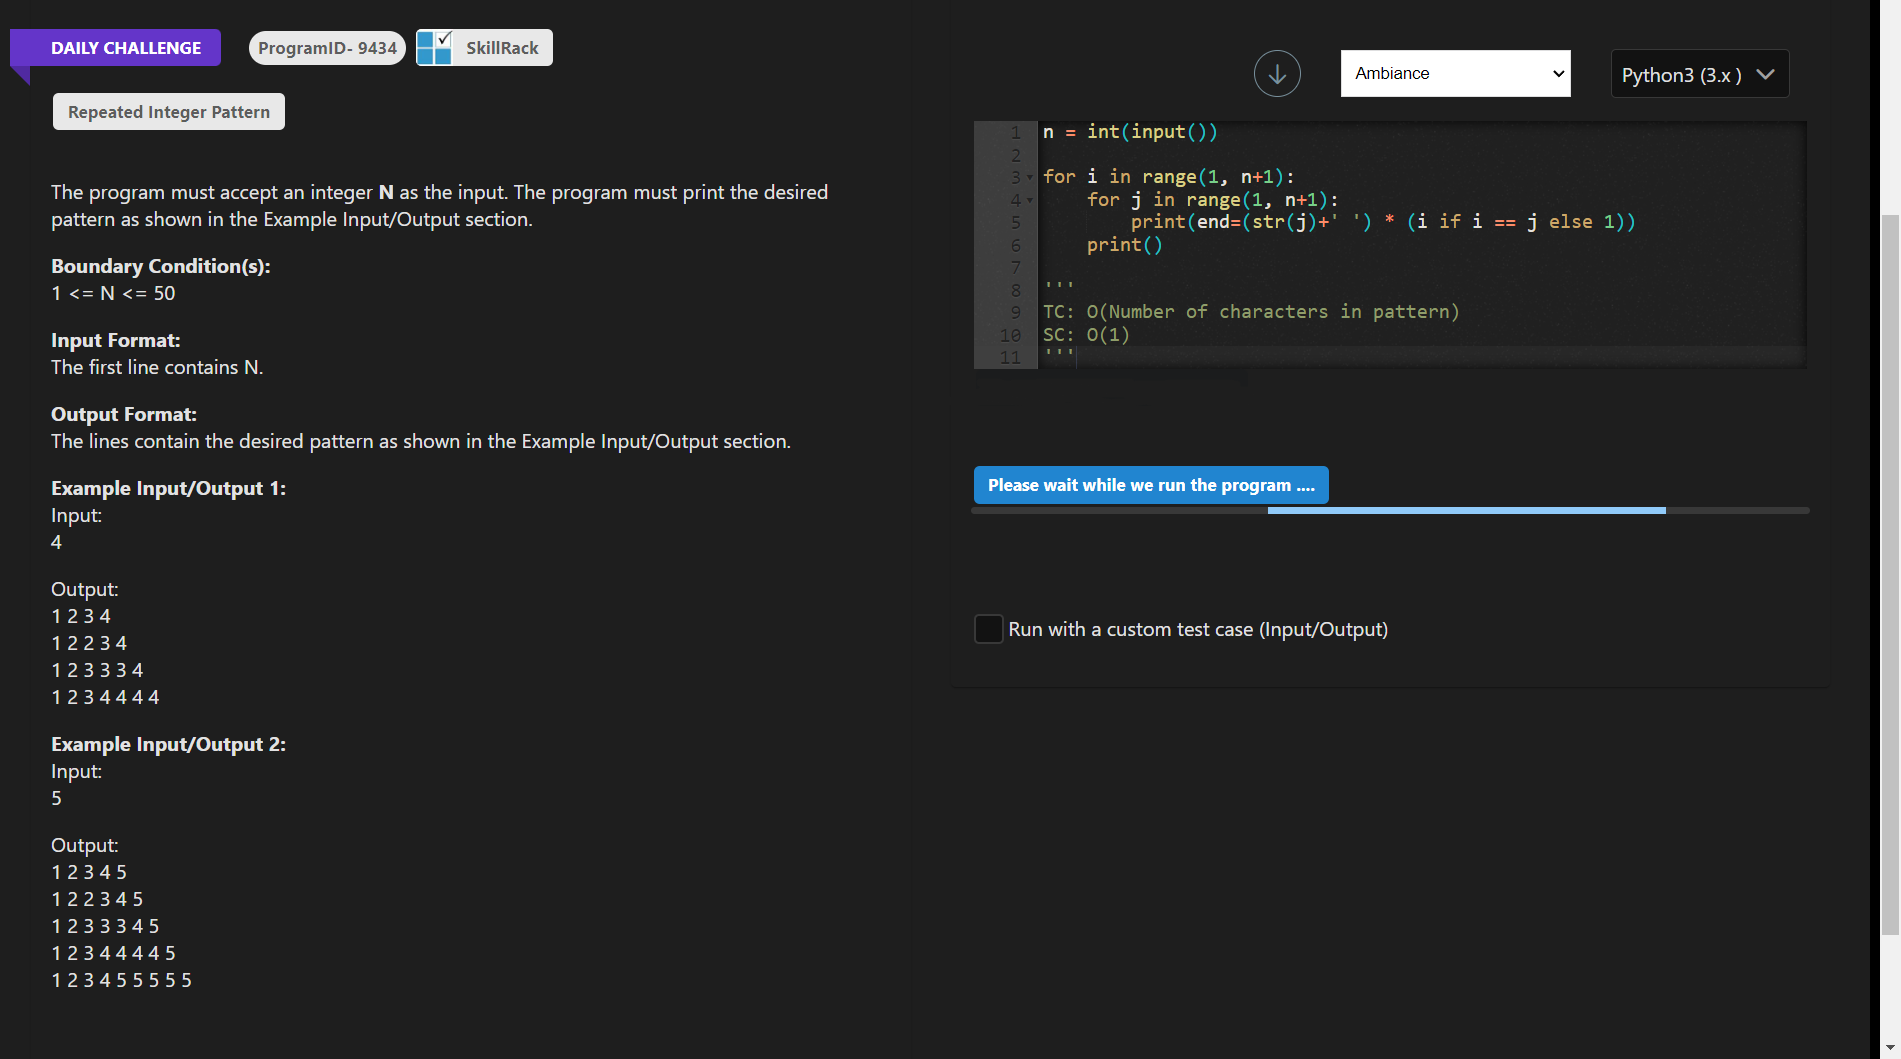 DAILY CHALLENGE
ProgramID- 9434
SkillRack
Repeated Integer Pattern
The program must accept an integer N as the input. The program must print the desired
pattern as shown in the Example Input/Output section.
Boundary Condition(s):
1 <= N <= 50
Input Format:
The first line contains N.
Output Format:
The lines contain the desired pattern as shown in the Example Input/Output section.
Example Input/Output 1:
Input:
4
Output:
1 2 3 4
1 2 2 3 4
1 2 3 3 3 4
1 2 3 4 4 4 4
Example Input/Output 2:
Input:
5
Output:
1 2 3 4 5
1 2 2 3 4 5
1 2 3 3 3 4 5
1 2 3 4 4 4 4 5
1 2 3 4 5 5 5 5 5
Ambiance
Python3 (3.x )
1 n = int(input())
2
3 for i in range(1, n+1):
4     for j in range(1, n+1):
5         print(end=(str(j)+' ') * (i if i == j else 1))
6     print()
7
8 '''
9 TC: O(Number of characters in pattern)
10 SC: O(1)
11 '''
Please wait while we run the program ....
Run with a custom test case (Input/Output)